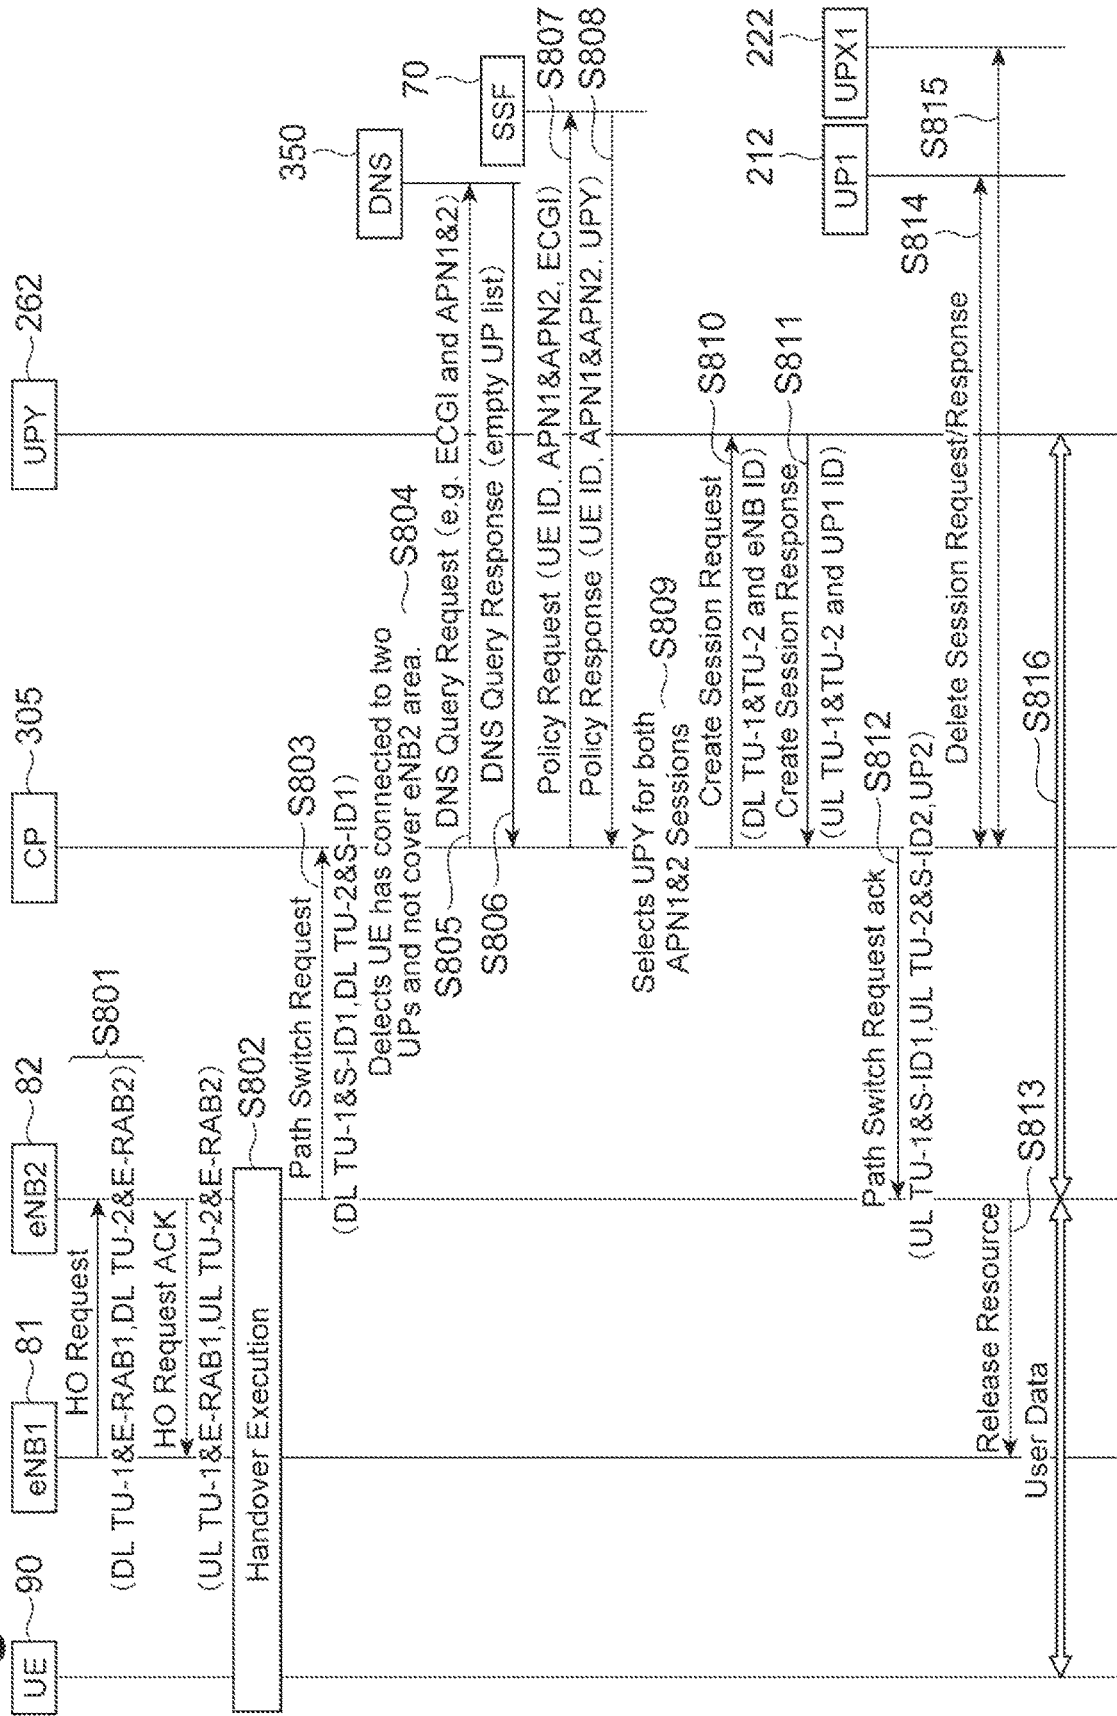 UE
90
eNB1
81
eNB2
82
CP
305
UPY
262
HO Request
(DL TU-1&E-RAB1,DL TU-2&E-RAB2)
S801
HO Request ACK
(UL TU-1&E-RAB1,UL TU-2&E-RAB2)
Handover Execution
S802
Path Switch Request
S803
(DL TU-1&S-ID1,DL TU-2&S-ID1)
Detects UE has connected to two
UPs and not cover eNB2 area.
S804
DNS
350
S805
DNS Query Request (e.g. ECGI and APN1&2)
S806
DNS Query Response (empty UP list)
SSF
70
Policy Request (UE ID, APN1&APN2, ECGI)
S807
Policy Response (UE ID, APN1&APN2, UPY)
S808
Selects UPY for both
APN1&2 Sessions
S809
Create Session Request
S810
(DL TU-1&TU-2 and eNB ID)
Create Session Response
S811
(UL TU-1&TU-2 and UP1 ID)
UP1
212
UPX1
222
Path Switch Request ack
S812
(UL TU-1&S-ID1,UL TU-2&S-ID2,UP2)
Delete Session Request/Response
S814
S815
Release Resource
S813
User Data
S816